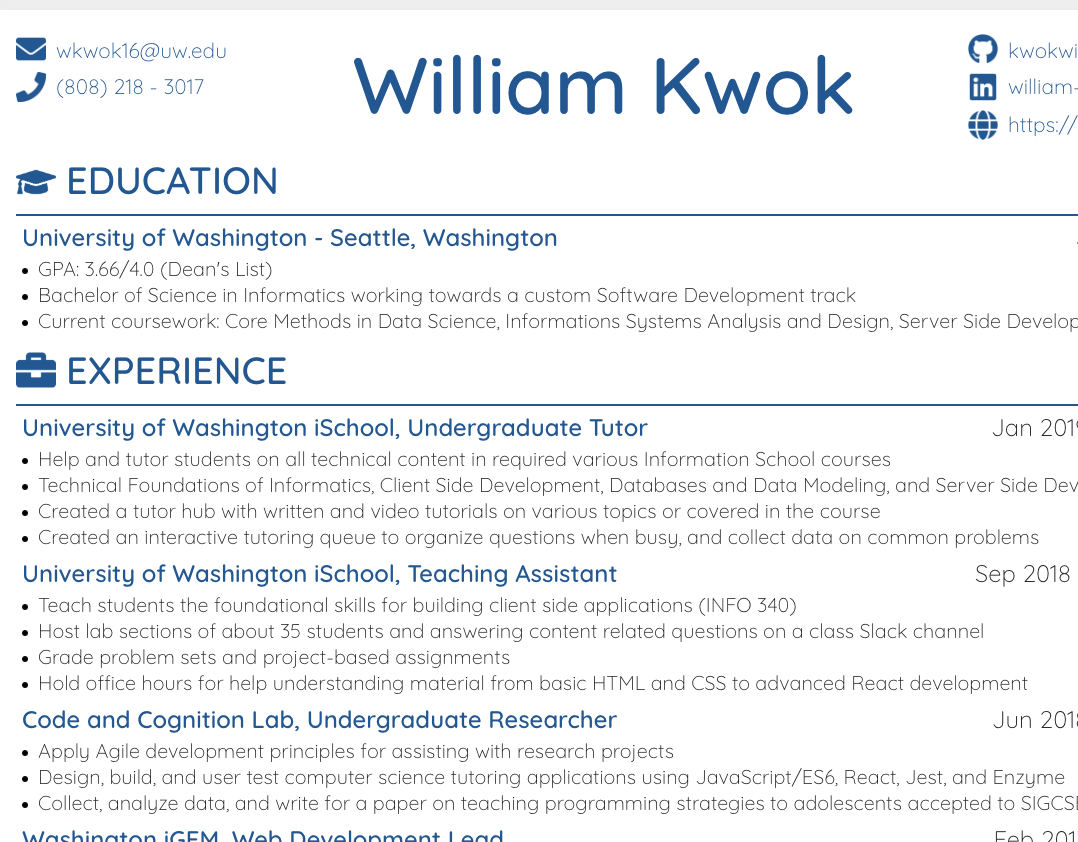 wkwok16@uw.edu
(808) 218 - 3017
William Kwok
kwokwi
william-
https://
EDUCATION
University of Washington - Seattle, Washington
GPA: 3.66/4.0 (Dean's List)
Bachelor of Science in Informatics working towards a custom Software Development track
Current coursework: Core Methods in Data Science, Informations Systems Analysis and Design, Server Side Develop
EXPERIENCE
University of Washington iSchool, Undergraduate Tutor Jan 2019
Help and tutor students on all technical content in required various Information School courses
Technical Foundations of Informatics, Client Side Development, Databases and Data Modeling, and Server Side Dev
Created a tutor hub with written and video tutorials on various topics or covered in the course
Created an interactive tutoring queue to organize questions when busy, and collect data on common problems
University of Washington iSchool, Teaching Assistant Sep 2018
Teach students the foundational skills for building client side applications (INFO 340)
Host lab sections of about 35 students and answering content related questions on a class Slack channel
Grade problem sets and project-based assignments
Hold office hours for help understanding material from basic HTML and CSS to advanced React development
Code and Cognition Lab, Undergraduate Researcher Jun 2018
Apply Agile development principles for assisting with research projects
Design, build, and user test computer science tutoring applications using JavaScript/ES6, React, Jest, and Enzyme
Collect, analyze data, and write for a paper on teaching programming strategies to adolescents accepted to SIGCSE
Washington iGEM, Web Development Lead Feb 201